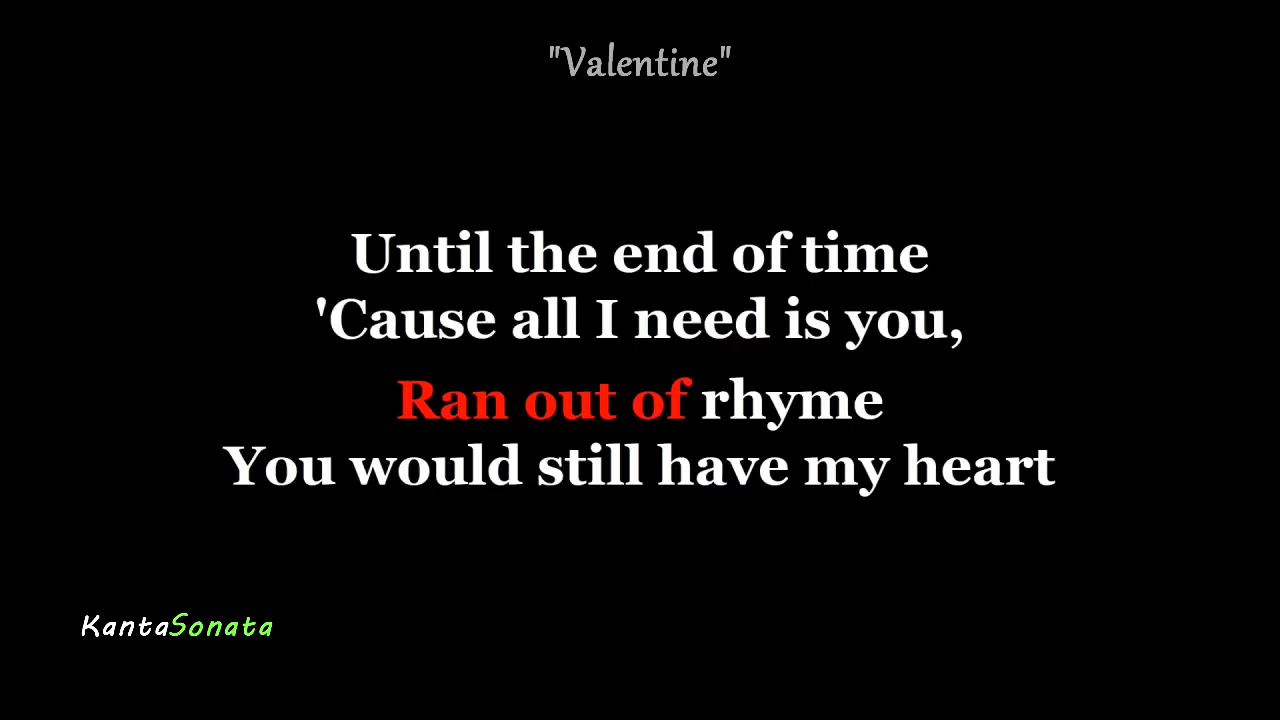 "Valentine"
Until the end of time
'Cause all I need is you,
Ran out of rhyme
You would still have my heart
KantaSonata